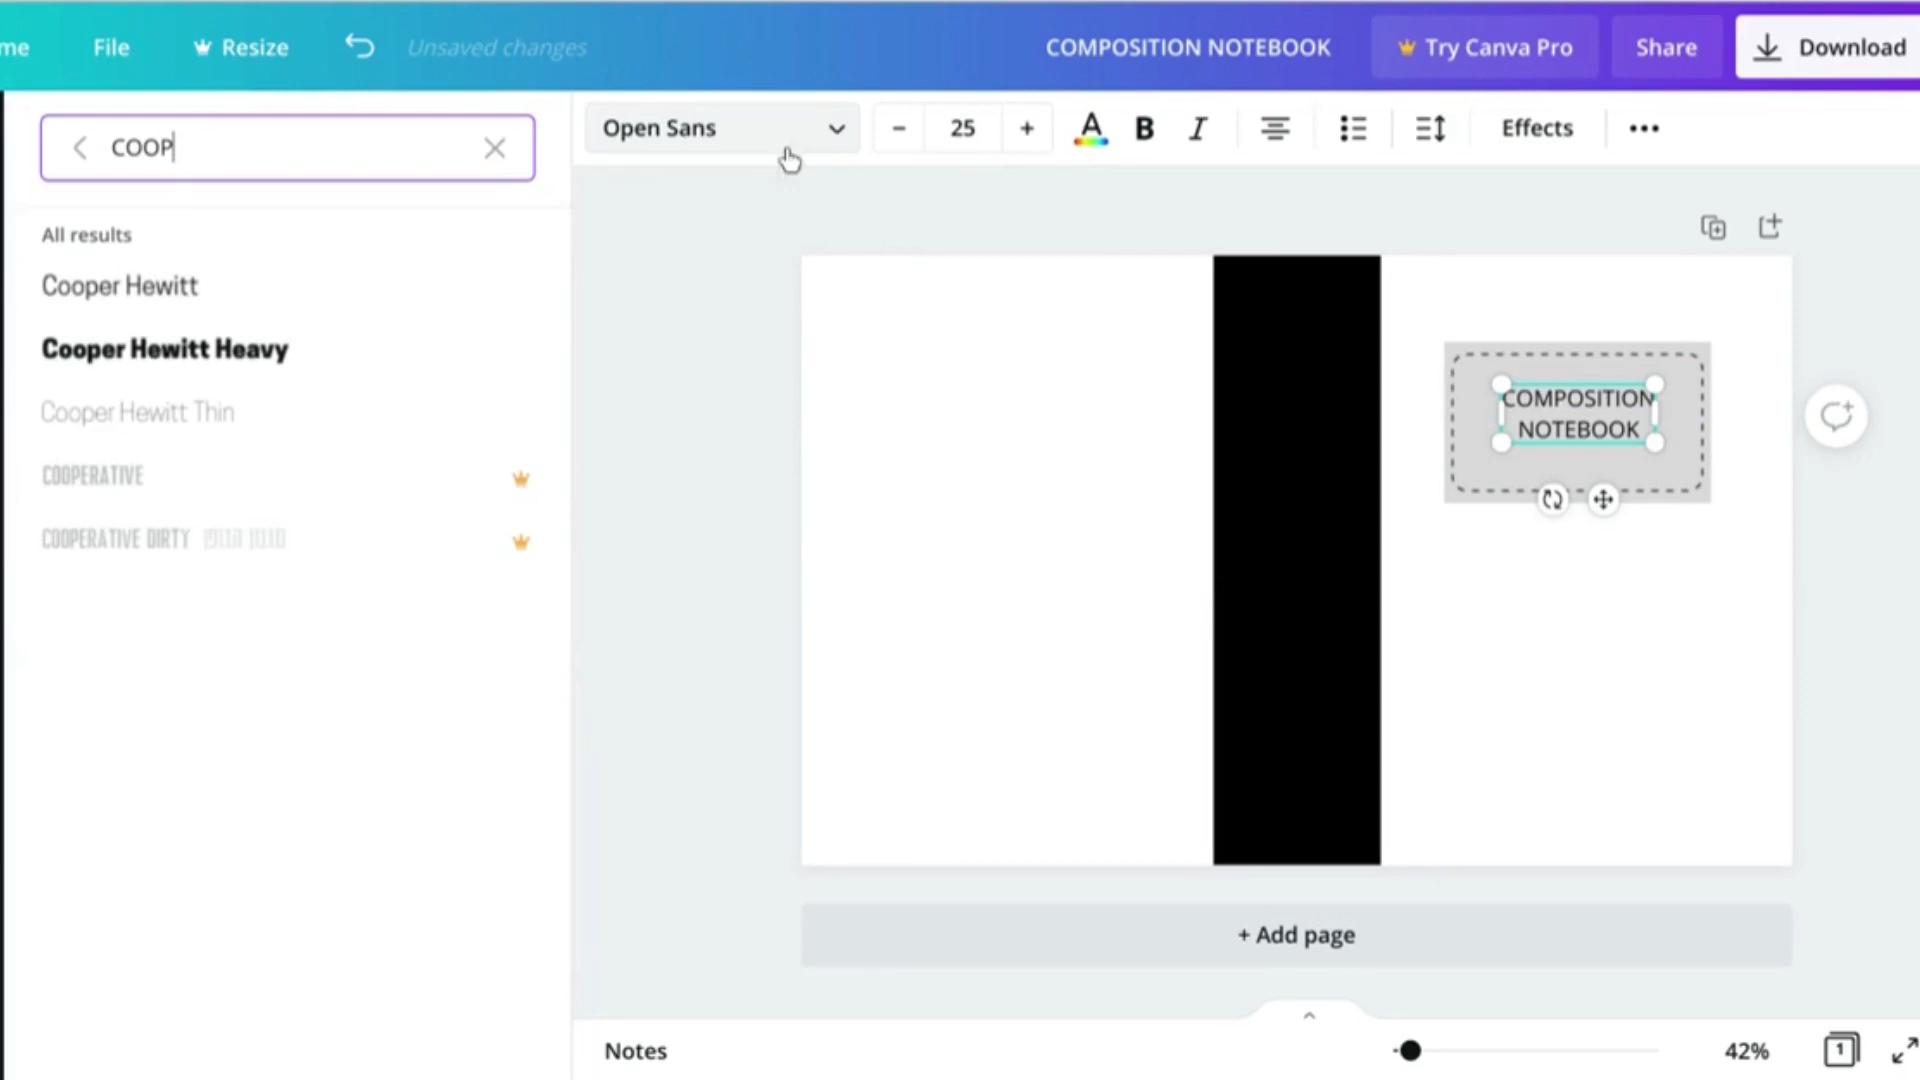 me File Resize Unsaved changes COMPOSITION NOTEBOOK Try Canva Pro Share Download
COOP
Open Sans - 25 + A B I Effects
All results
Cooper Hewitt
Cooper Hewitt Heavy
Cooper Hewitt Thin
COOPERATIVE
COOPERATIVE DIRTY
COMPOSITION
NOTEBOOK
+ Add page
Notes 42% 1